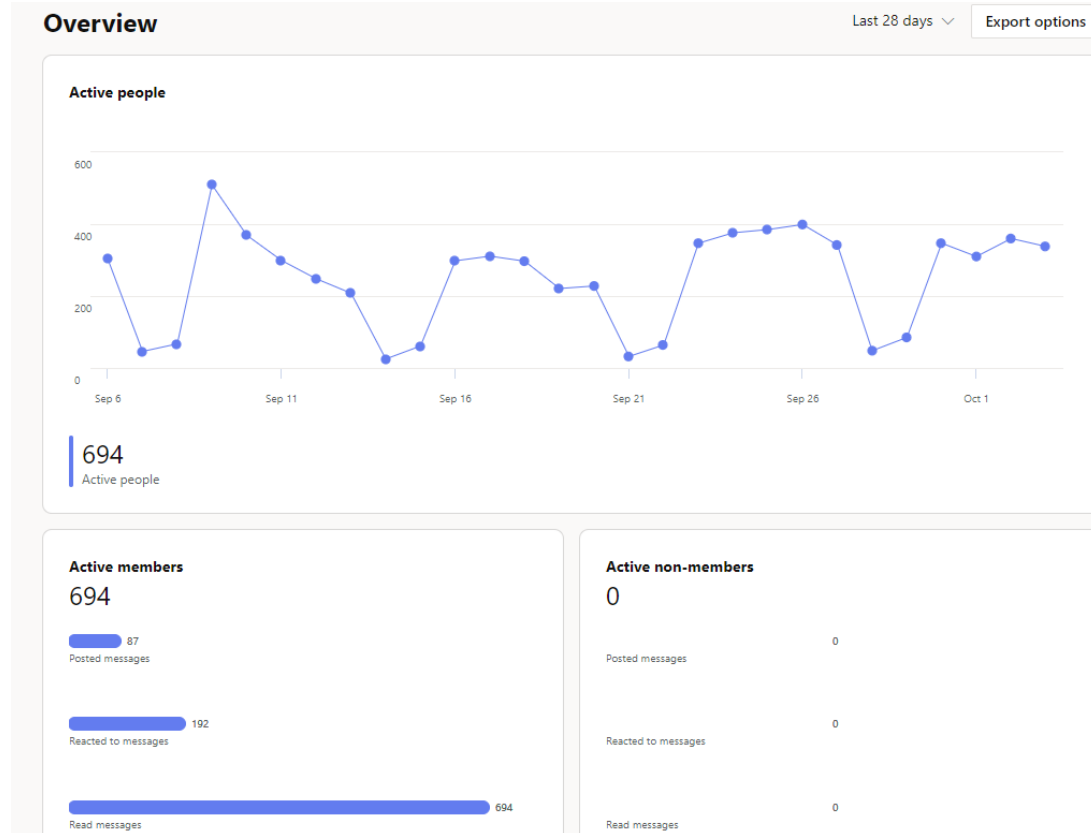 Overview
Last 28 days
Export options
Active people
600
400
200
0
Sep 6 Sep 11 Sep 16 Sep 21 Sep 26 Oct 1
694
Active people
Active members
694
87
Posted messages
192
Reacted to messages
694
Read messages
Active non-members
0
0
Posted messages
0
Reacted to messages
0
Read messages